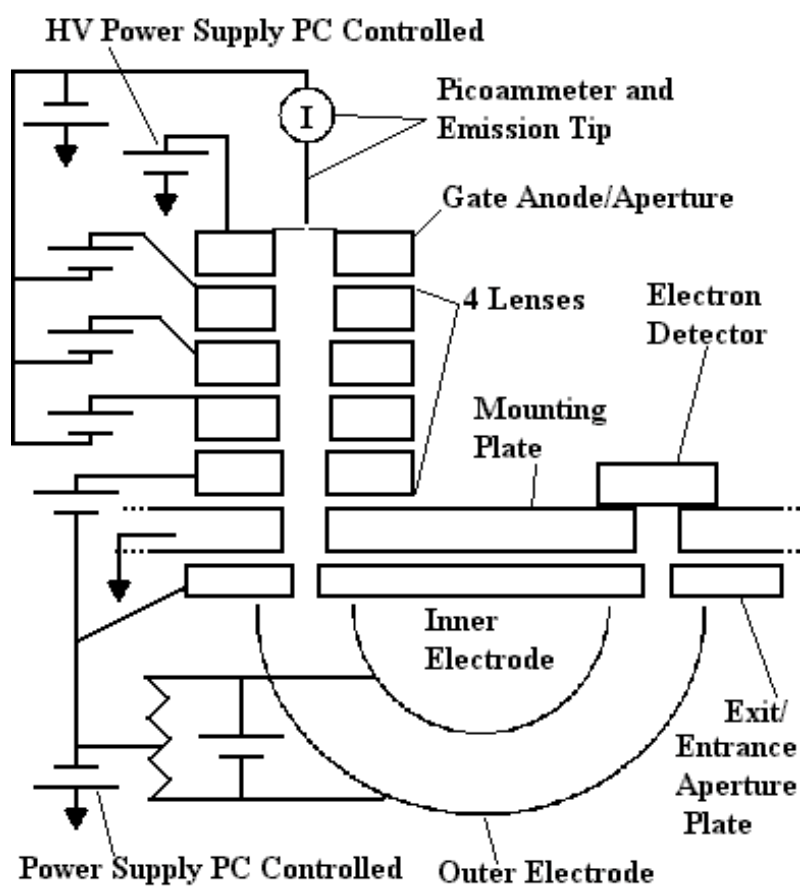 HV Power Supply PC Controlled
I
Picoammeter and
Emission Tip
Gate Anode/Aperture
4 Lenses
Electron
Detector
Mounting
Plate
Inner
Electrode
Exit/
Entrance
Aperture
Plate
Power Supply PC Controlled
Outer Electrode